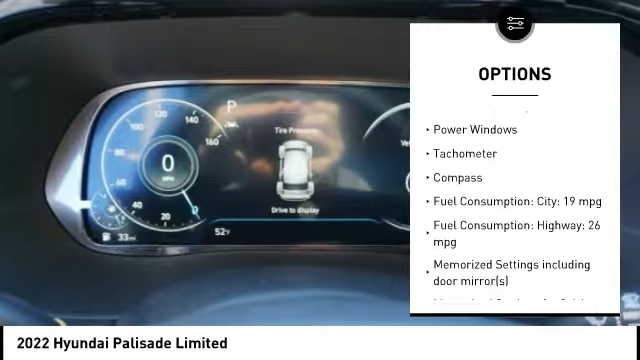 OPTIONS
Power Windows
Tachometer
Compass
Fuel Consumption: City: 19 mpg
Fuel Consumption: Highway: 26
mpg
Memorized Settings including
door mirror(s)
P
120
100
140
80
160
0
MPH
60
40
20
Tire Pressure
Drive to display
33mi
52°F
2022 Hyundai Palisade Limited